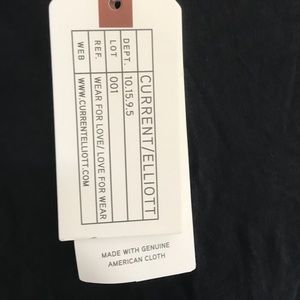 CURRENT/ELLIOTT
DEPT. 10.15.9.5
LOT 001
REF. WEAR FOR LOVE/ LOVE FOR WEAR
WEB WWW.CURRENTELLIOTT.COM
MADE WITH GENUINE
AMERICAN CLOTH